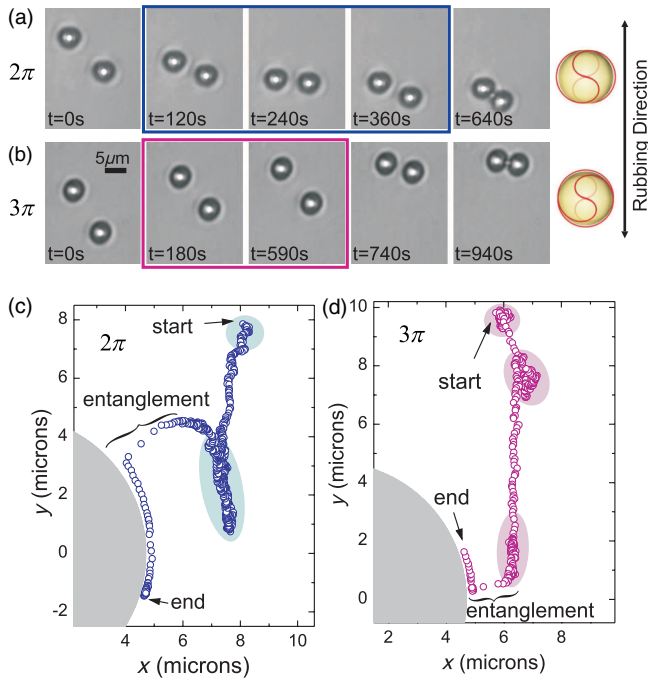 (a)
2π
t=0s
t=120s
t=240s
t=360s
t=640s
(b)
5μm
3π
t=0s
t=180s
t=590s
t=740s
t=940s
Rubbing Direction
(c)
8
2π
start
6
entanglement
4
2
0
-2
end
4
6
8
10
y (microns)
x (microns)
(d)
10
3π
start
8
6
4
end
2
0
entanglement
2
4
6
8
y (microns)
x (microns)